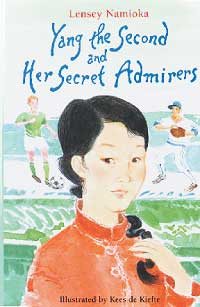 Lensey Namioka
Yang the Second
and
Her Secret Admirers
Illustrated by Kees de Kiefte